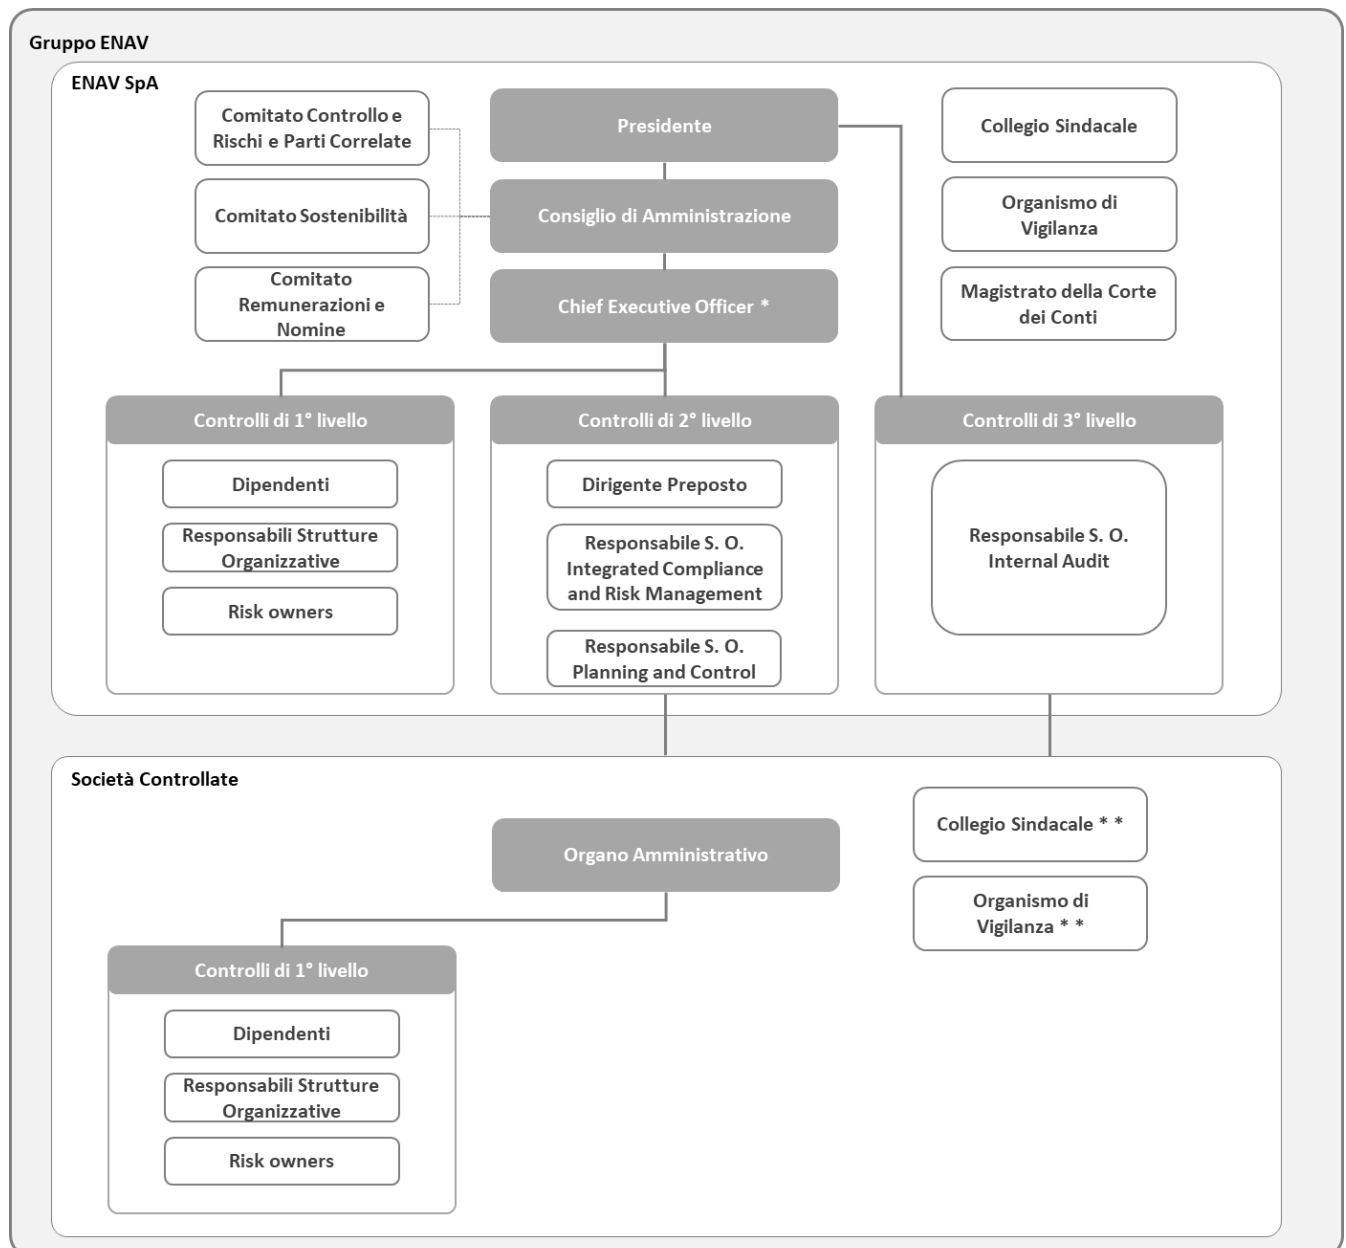 Gruppo ENAV
ENAV SpA
Comitato Controllo e
Rischi e Parti Correlate
Comitato Sostenibilità
Comitato
Remunerazioni e
Nomine
Presidente
Consiglio di Amministrazione
Chief Executive Officer *
Collegio Sindacale
Organismo di
Vigilanza
Magistrato della Corte
dei Conti
Controlli di 1° livello
Dipendenti
Responsabili Strutture
Organizzative
Risk owners
Controlli di 2° livello
Dirigente Preposto
Responsabile S. O.
Integrated Compliance
and Risk Management
Responsabile S. O.
Planning and Control
Controlli di 3° livello
Responsabile S. O.
Internal Audit
Società Controllate
Organo Amministrativo
Collegio Sindacale * *
Organismo di
Vigilanza * *
Controlli di 1° livello
Dipendenti
Responsabili Strutture
Organizzative
Risk owners